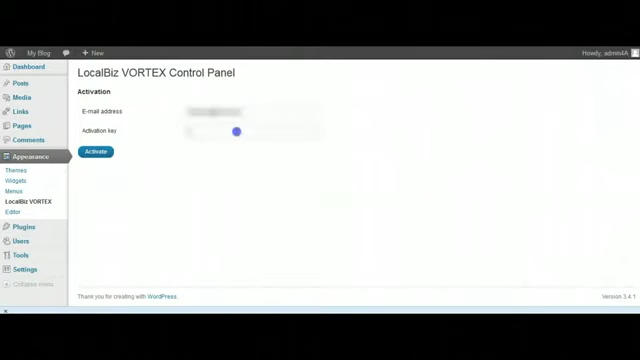 My Blog
New
Howdy, admin4A
Dashboard
Posts
Media
Links
Pages
Comments
Appearance
Themes
Widgets
Menus
LocalBiz VORTEX
Editor
Plugins
Users
Tools
Settings
Collapse menu
LocalBiz VORTEX Control Panel
Activation
E-mail address
Activation key
Activate
Thank you for creating with WordPress.
Version 3.4.1